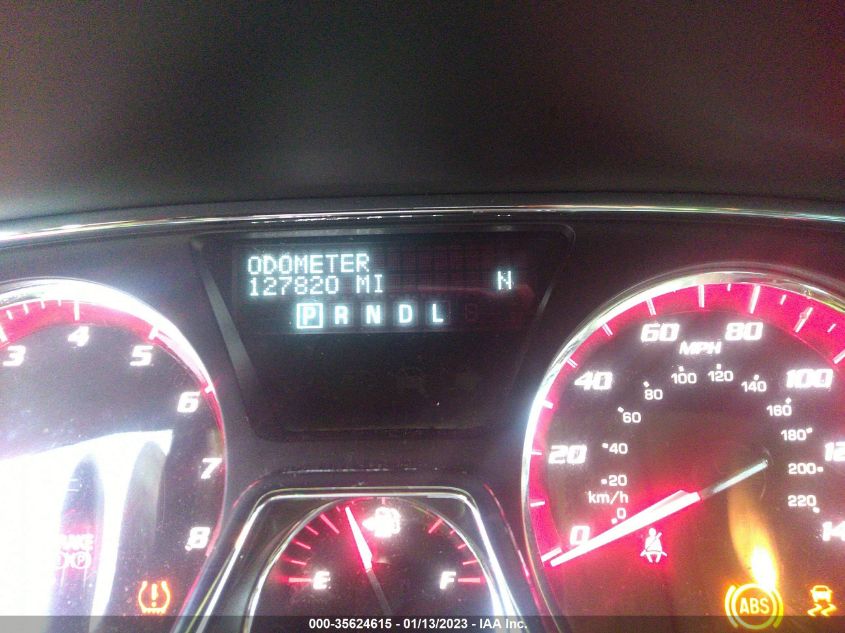 ODOMETER
127820 MI N
P R N D L
3 4 5 6 7 8
E F
0 20 40 60 80 100
MPH
km/h
0 20 40 60 80 100 120 140 160 180 200 220
ABS
000-35624615 - 01/13/2023 - IAA Inc.